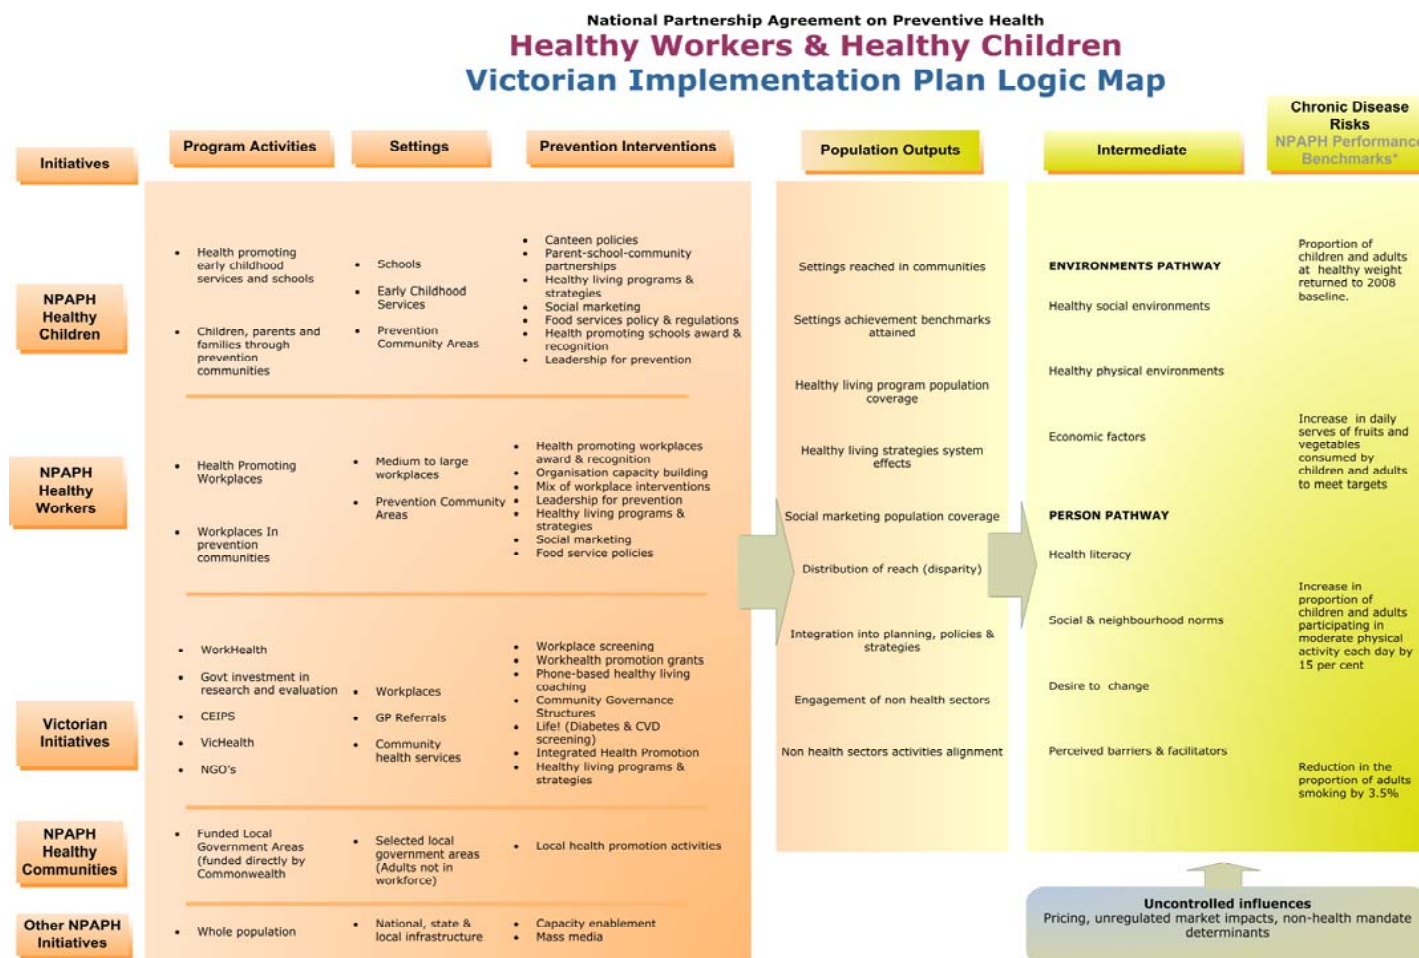 National Partnership Agreement on Preventive Health
Healthy Workers & Healthy Children
Victorian Implementation Plan Logic Map
Initiatives
Program Activities
Settings
Prevention Interventions
Population Outputs
Intermediate
Chronic Disease
Risks
NPAPH Performance
Benchmarks*
NPAPH
Healthy
Children
• Health promoting
early childhood
services and schools
• Children, parents and
families through
prevention
communities
• Schools
• Early Childhood
Services
• Prevention
Community Areas
• Canteen policies
• Parent-school-community
partnerships
• Healthy living programs &
strategies
• Social marketing
• Food services policy & regulations
• Health promoting schools award &
recognition
• Leadership for prevention
NPAPH
Healthy
Workers
• Health Promoting
Workplaces
• Workplaces In
prevention
communities
• Medium to large
workplaces
• Prevention Community
Areas
• Health promoting workplaces
award & recognition
• Organisation capacity building
• Mix of workplace interventions
• Leadership for prevention
• Healthy living programs &
strategies
• Social marketing
• Food service policies
Victorian
Initiatives
• WorkHealth
• Govt investment in
research and evaluation
• CEIPS
• VicHealth
• NGO's
• Workplaces
• GP Referrals
• Community
health services
• Workplace screening
• Workhealth promotion grants
• Phone-based healthy living
coaching
• Community Governance
Structures
• Life! (Diabetes & CVD
screening)
• Integrated Health Promotion
• Healthy living programs &
strategies
NPAPH
Healthy
Communities
• Funded Local
Government Areas
(funded directly by
Commonwealth
• Selected local
government areas
(Adults not in
workforce)
• Local health promotion activities
Other NPAPH
Initiatives
• Whole population
• National, state &
local infrastructure
• Capacity enablement
• Mass media
Settings reached in communities
Settings achievement benchmarks
attained
Healthy living program population
coverage
Healthy living strategies system
effects
Social marketing population coverage
Distribution of reach (disparity)
Integration into planning, policies &
strategies
Engagement of non health sectors
Non health sectors activities alignment
ENVIRONMENTS PATHWAY
Healthy social environments
Healthy physical environments
Economic factors
PERSON PATHWAY
Health literacy
Social & neighbourhood norms
Desire to change
Perceived barriers & facilitators
Proportion of
children and adults
at healthy weight
returned to 2008
baseline.
Increase in daily
serves of fruits and
vegetables
consumed by
children and adults
to meet targets
Increase in
proportion of
children and adults
participating in
moderate physical
activity each day by
15 per cent
Reduction in the
proportion of adults
smoking by 3.5%
Uncontrolled influences
Pricing, unregulated market impacts, non-health mandate
determinants